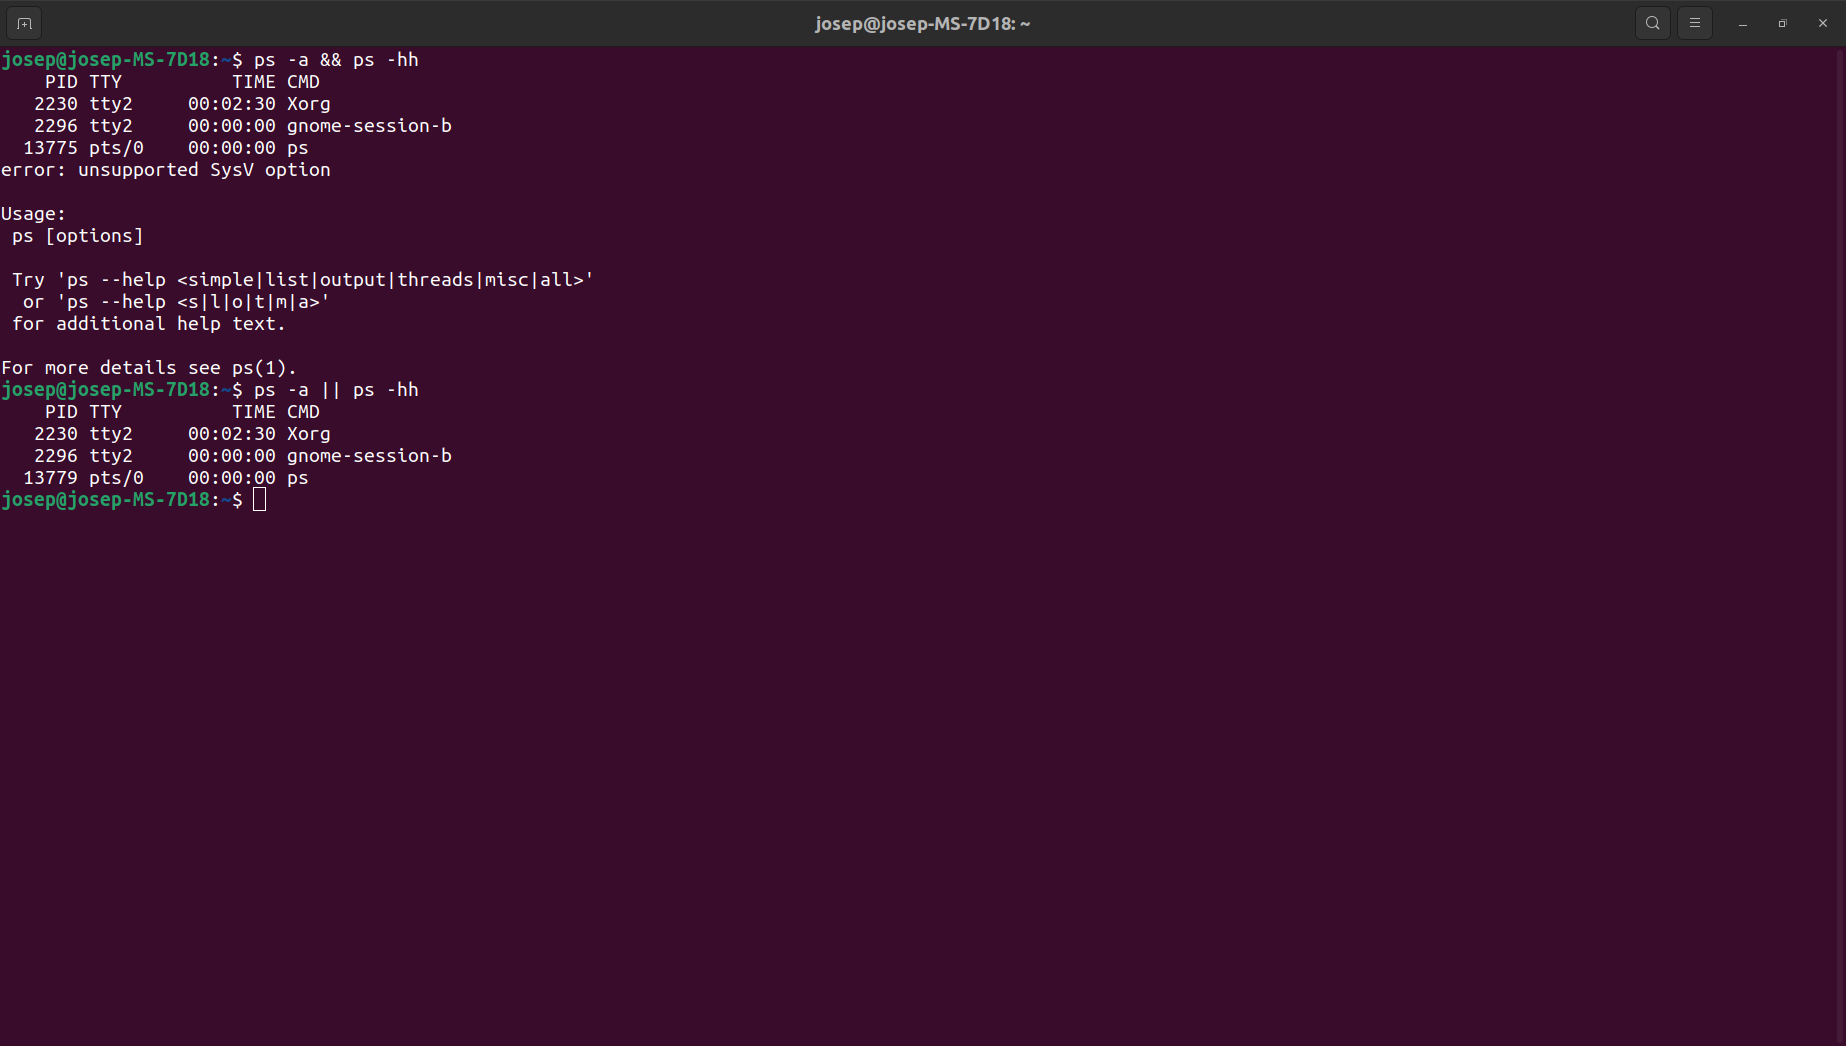 josep@josep-MS-7D18: ~
josep@josep-MS-7D18:~$ ps -a && ps -hh
    PID TTY          TIME CMD
   2230 tty2     00:02:30 Xorg
   2296 tty2     00:00:00 gnome-session-b
  13775 pts/0    00:00:00 ps
error: unsupported SysV option

Usage:
 ps [options]

 Try 'ps --help <simple|list|output|threads|misc|all>'
  or 'ps --help <s|l|o|t|m|a>'
 for additional help text.

For more details see ps(1).
josep@josep-MS-7D18:~$ ps -a || ps -hh
    PID TTY          TIME CMD
   2230 tty2     00:02:30 Xorg
   2296 tty2     00:00:00 gnome-session-b
  13779 pts/0    00:00:00 ps
josep@josep-MS-7D18:~$